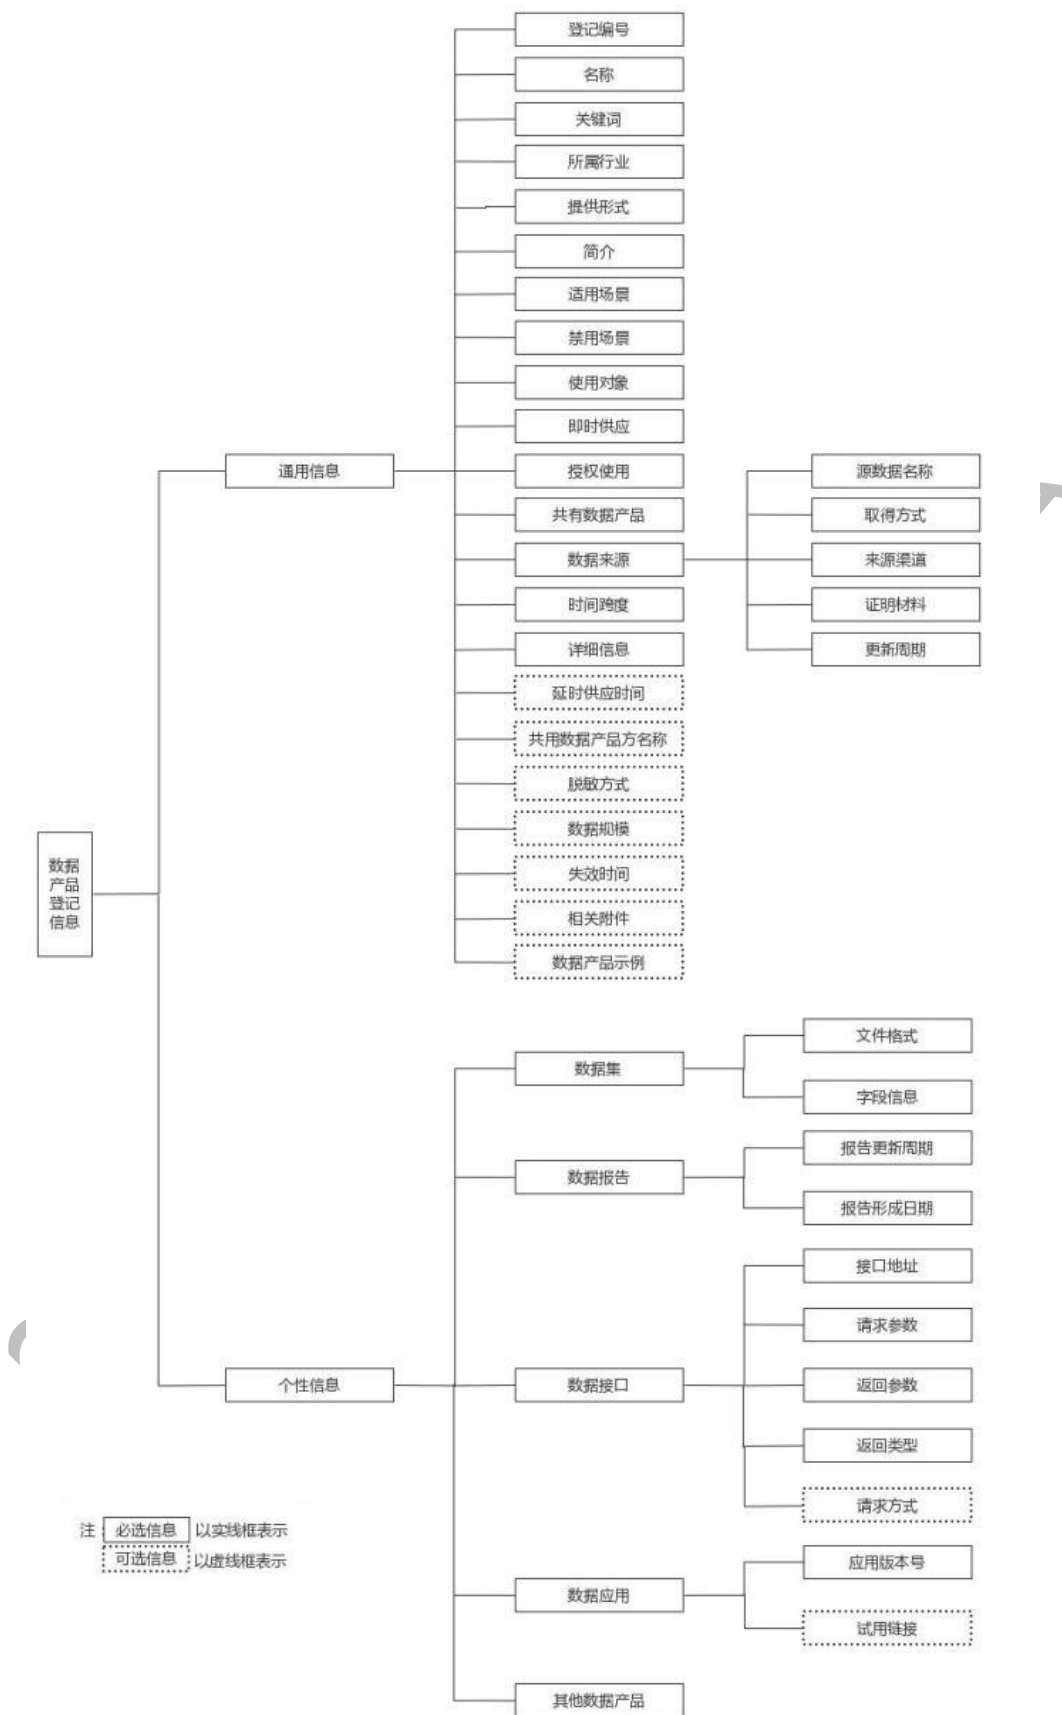 登记编号
名称
关键词
所属行业
提供形式
简介
适用场景
禁用场景
使用对象
即时供应
通用信息
授权使用
源数据名称
共有数据产品
取得方式
数据来源
来源渠道
时间跨度
证明材料
详细信息
更新周期
延时供应时间
共用数据产品方名称
脱敏方式
数据规模
数据
产品
登记
信息
失效时间
相关附件
数据产品示例
文件格式
数据集
字段信息
报告更新周期
数据报告
报告形成日期
接口地址
请求参数
个性信息
数据接口
返回参数
返回类型
请求方式
注：必选信息 以实线框表示
可选信息 以虚线框表示
应用版本号
数据应用
试用链接
其他数据产品